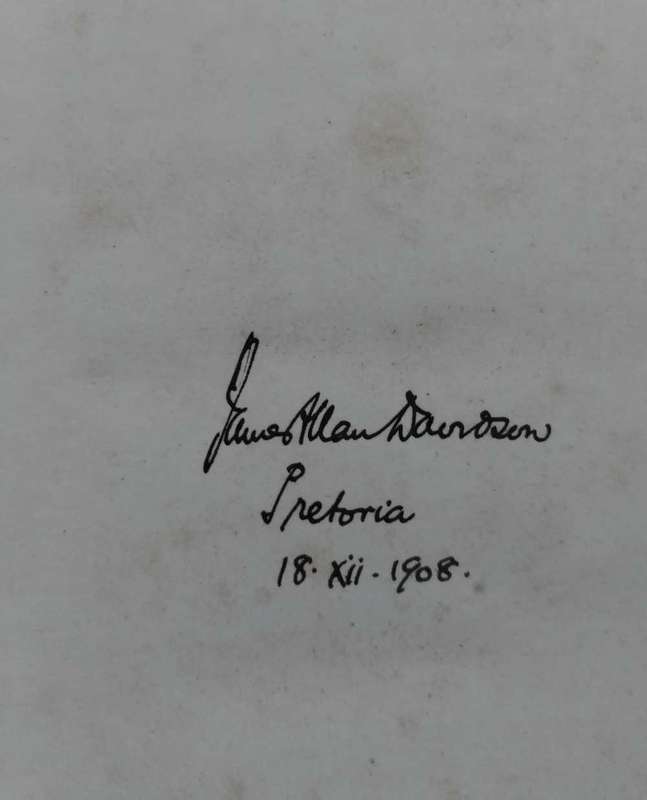 James Allan Davidson
Pretoria
18. xii. 1908.